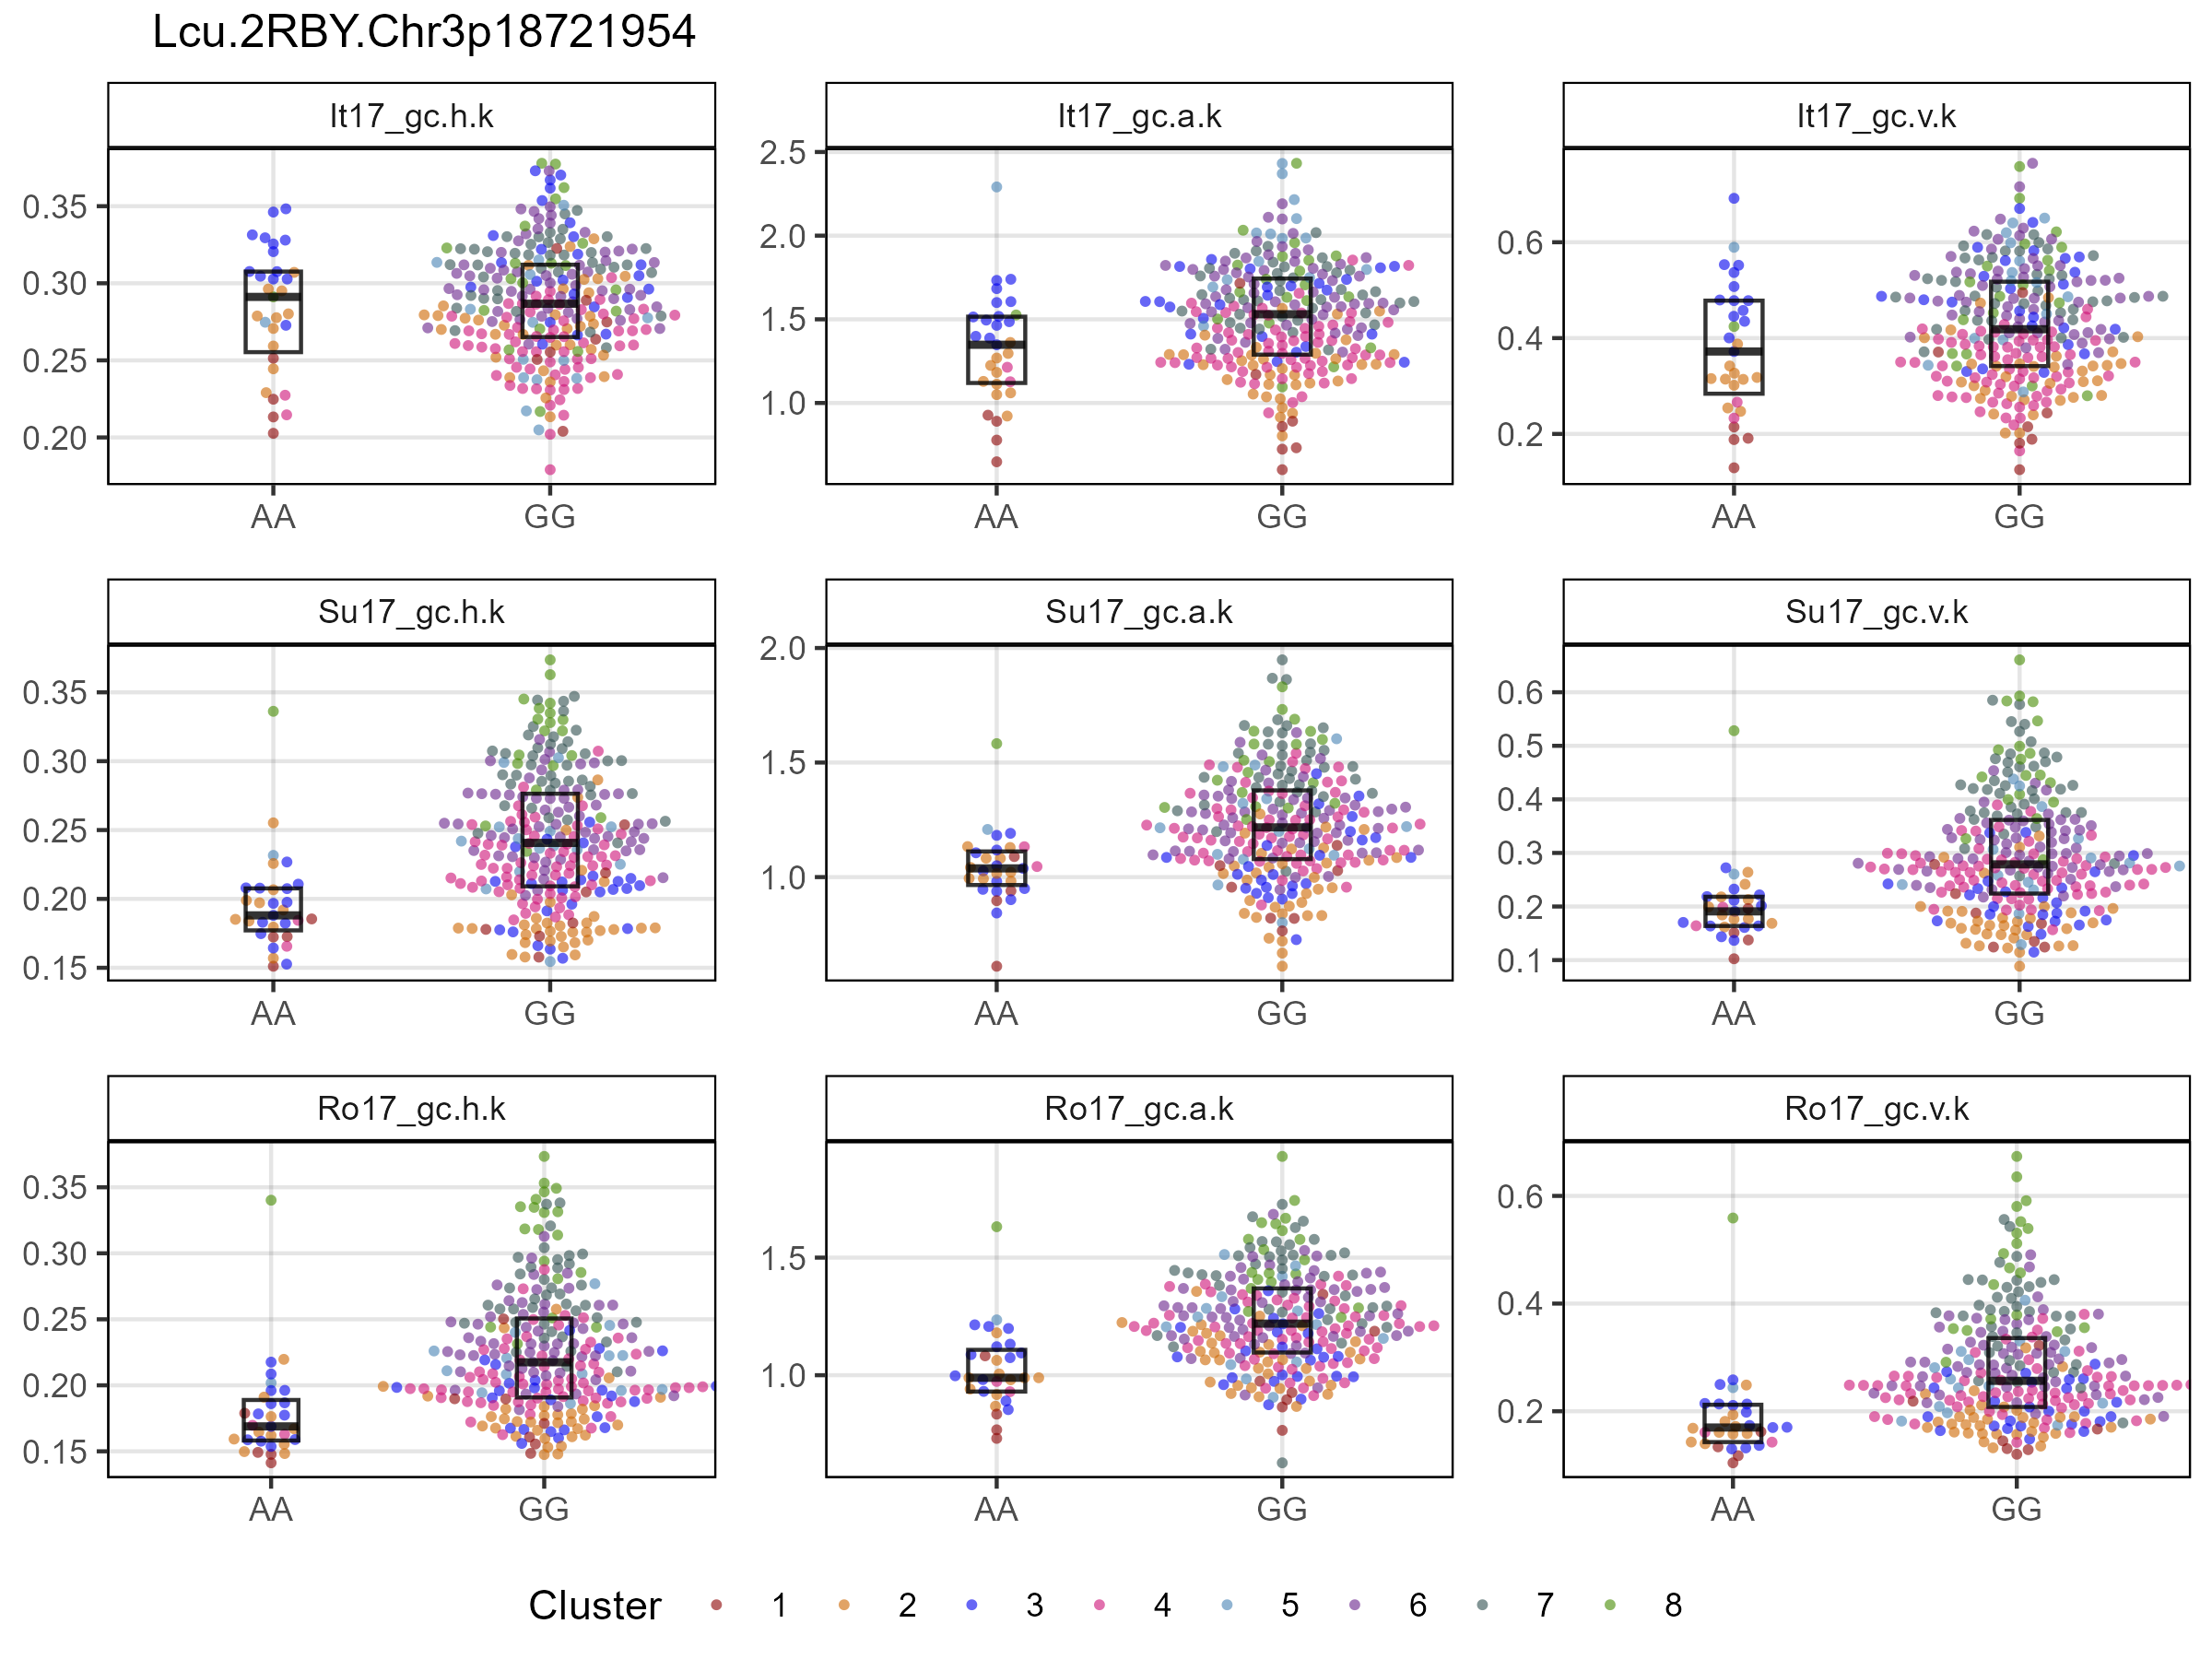 Lcu.2RBY.Chr3p18721954
It17_gc.h.k
It17_gc.a.k
It17_gc.v.k
0.35
0.30
0.25
0.20
AA GG
2.5
2.0
1.5
1.0
AA GG
0.6
0.4
0.2
AA GG
Su17_gc.h.k
Su17_gc.a.k
Su17_gc.v.k
0.35
0.30
0.25
0.20
0.15
AA GG
2.0
1.5
1.0
AA GG
0.6
0.5
0.4
0.3
0.2
0.1
AA GG
Ro17_gc.h.k
Ro17_gc.a.k
Ro17_gc.v.k
0.35
0.30
0.25
0.20
0.15
AA GG
1.5
1.0
AA GG
0.6
0.4
0.2
AA GG
Cluster 1 2 3 4 5 6 7 8